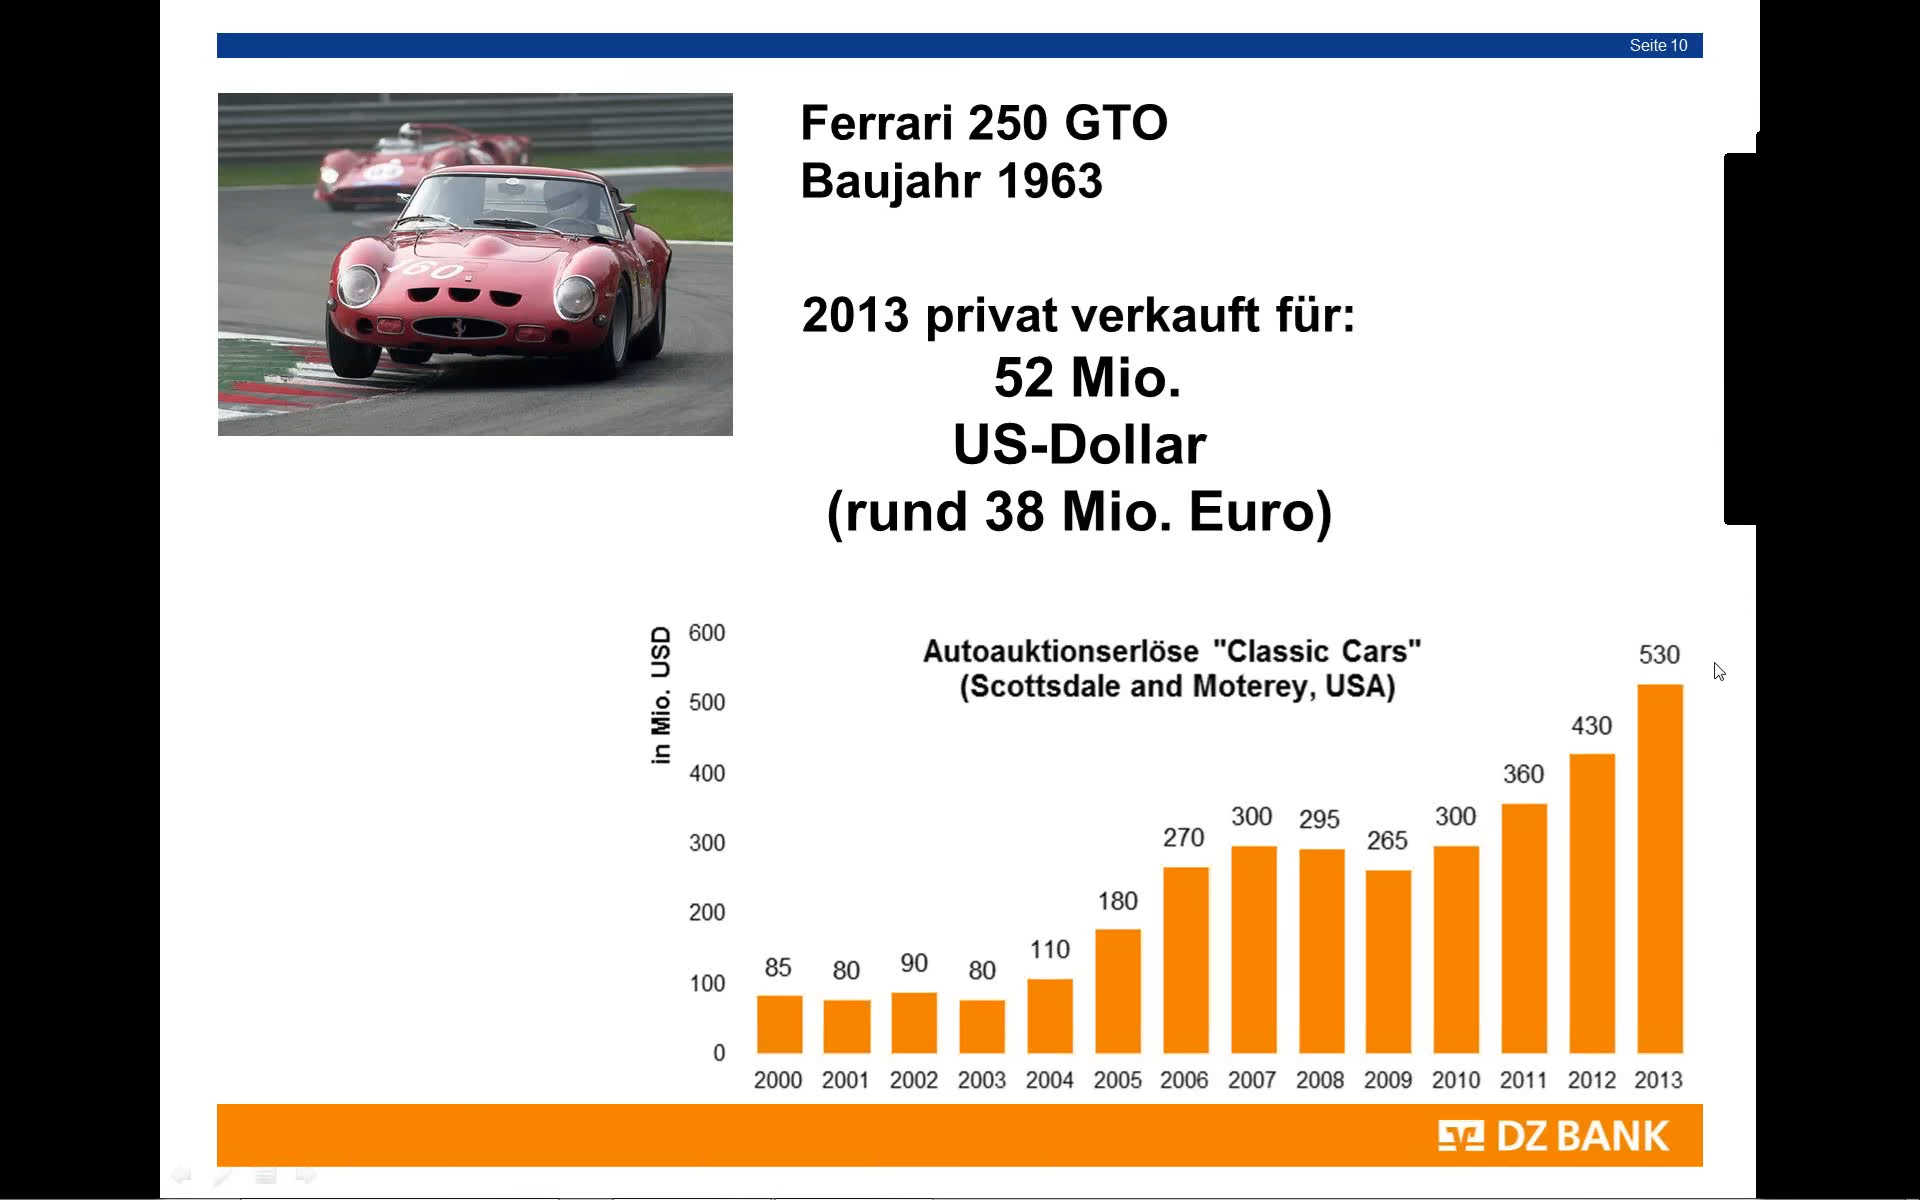 Seite 10
160
Ferrari 250 GTO
Baujahr 1963
2013 privat verkauft für:
52 Mio.
US-Dollar
(rund 38 Mio. Euro)
in Mio. USD
Autoauktionserlöse "Classic Cars"
(Scottsdale and Moterey, USA)
600
500
400
300
200
100
0
85
80
90
80
110
180
270
300
295
265
300
360
430
530
2000 2001 2002 2003 2004 2005 2006 2007 2008 2009 2010 2011 2012 2013
DZ BANK